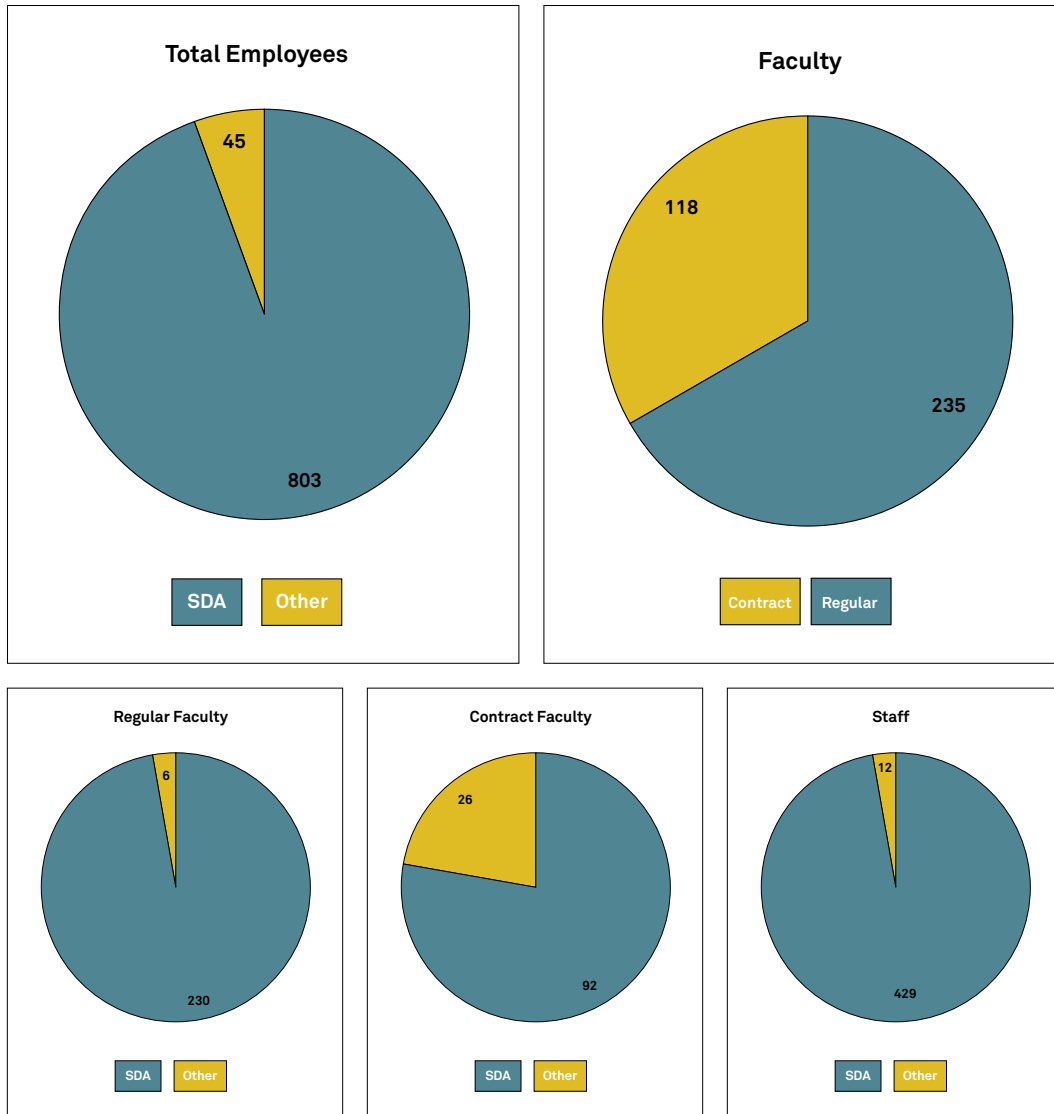 Total Employees
45
803
SDA Other
Faculty
118
235
Contract Regular
Regular Faculty
6
230
SDA Other
Contract Faculty
26
92
SDA Other
Staff
12
429
SDA Other